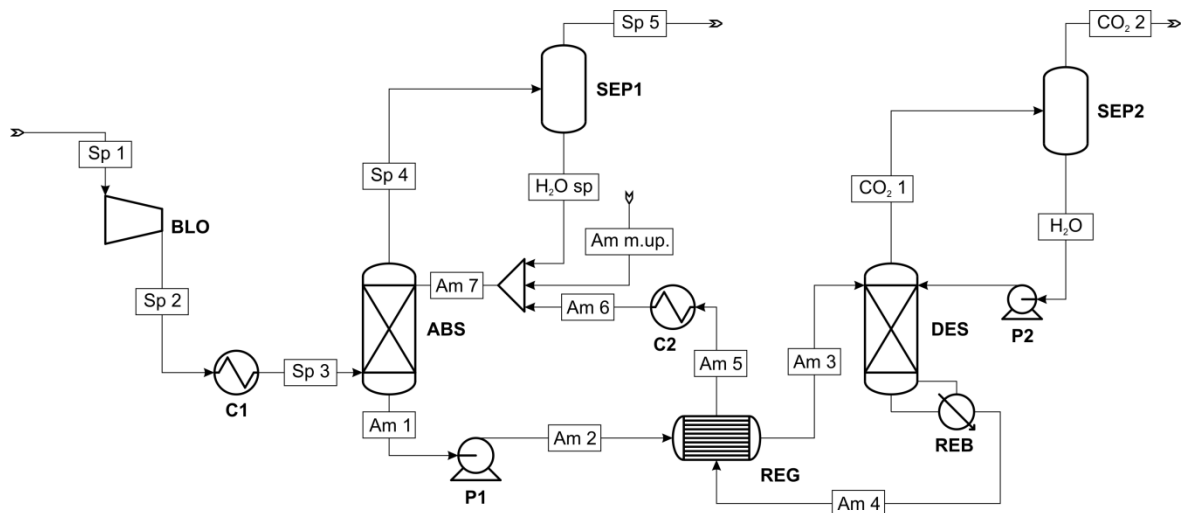 Sp 5
CO₂ 2
SEP1
SEP2
Sp 1
Sp 4
H₂O sp
CO₂ 1
BLO
Am m.up.
H₂O
Sp 2
Am 7
Am 6
ABS
C2
DES
P2
Sp 3
Am 5
Am 3
C1
Am 1
Am 2
REB
P1
REG
Am 4